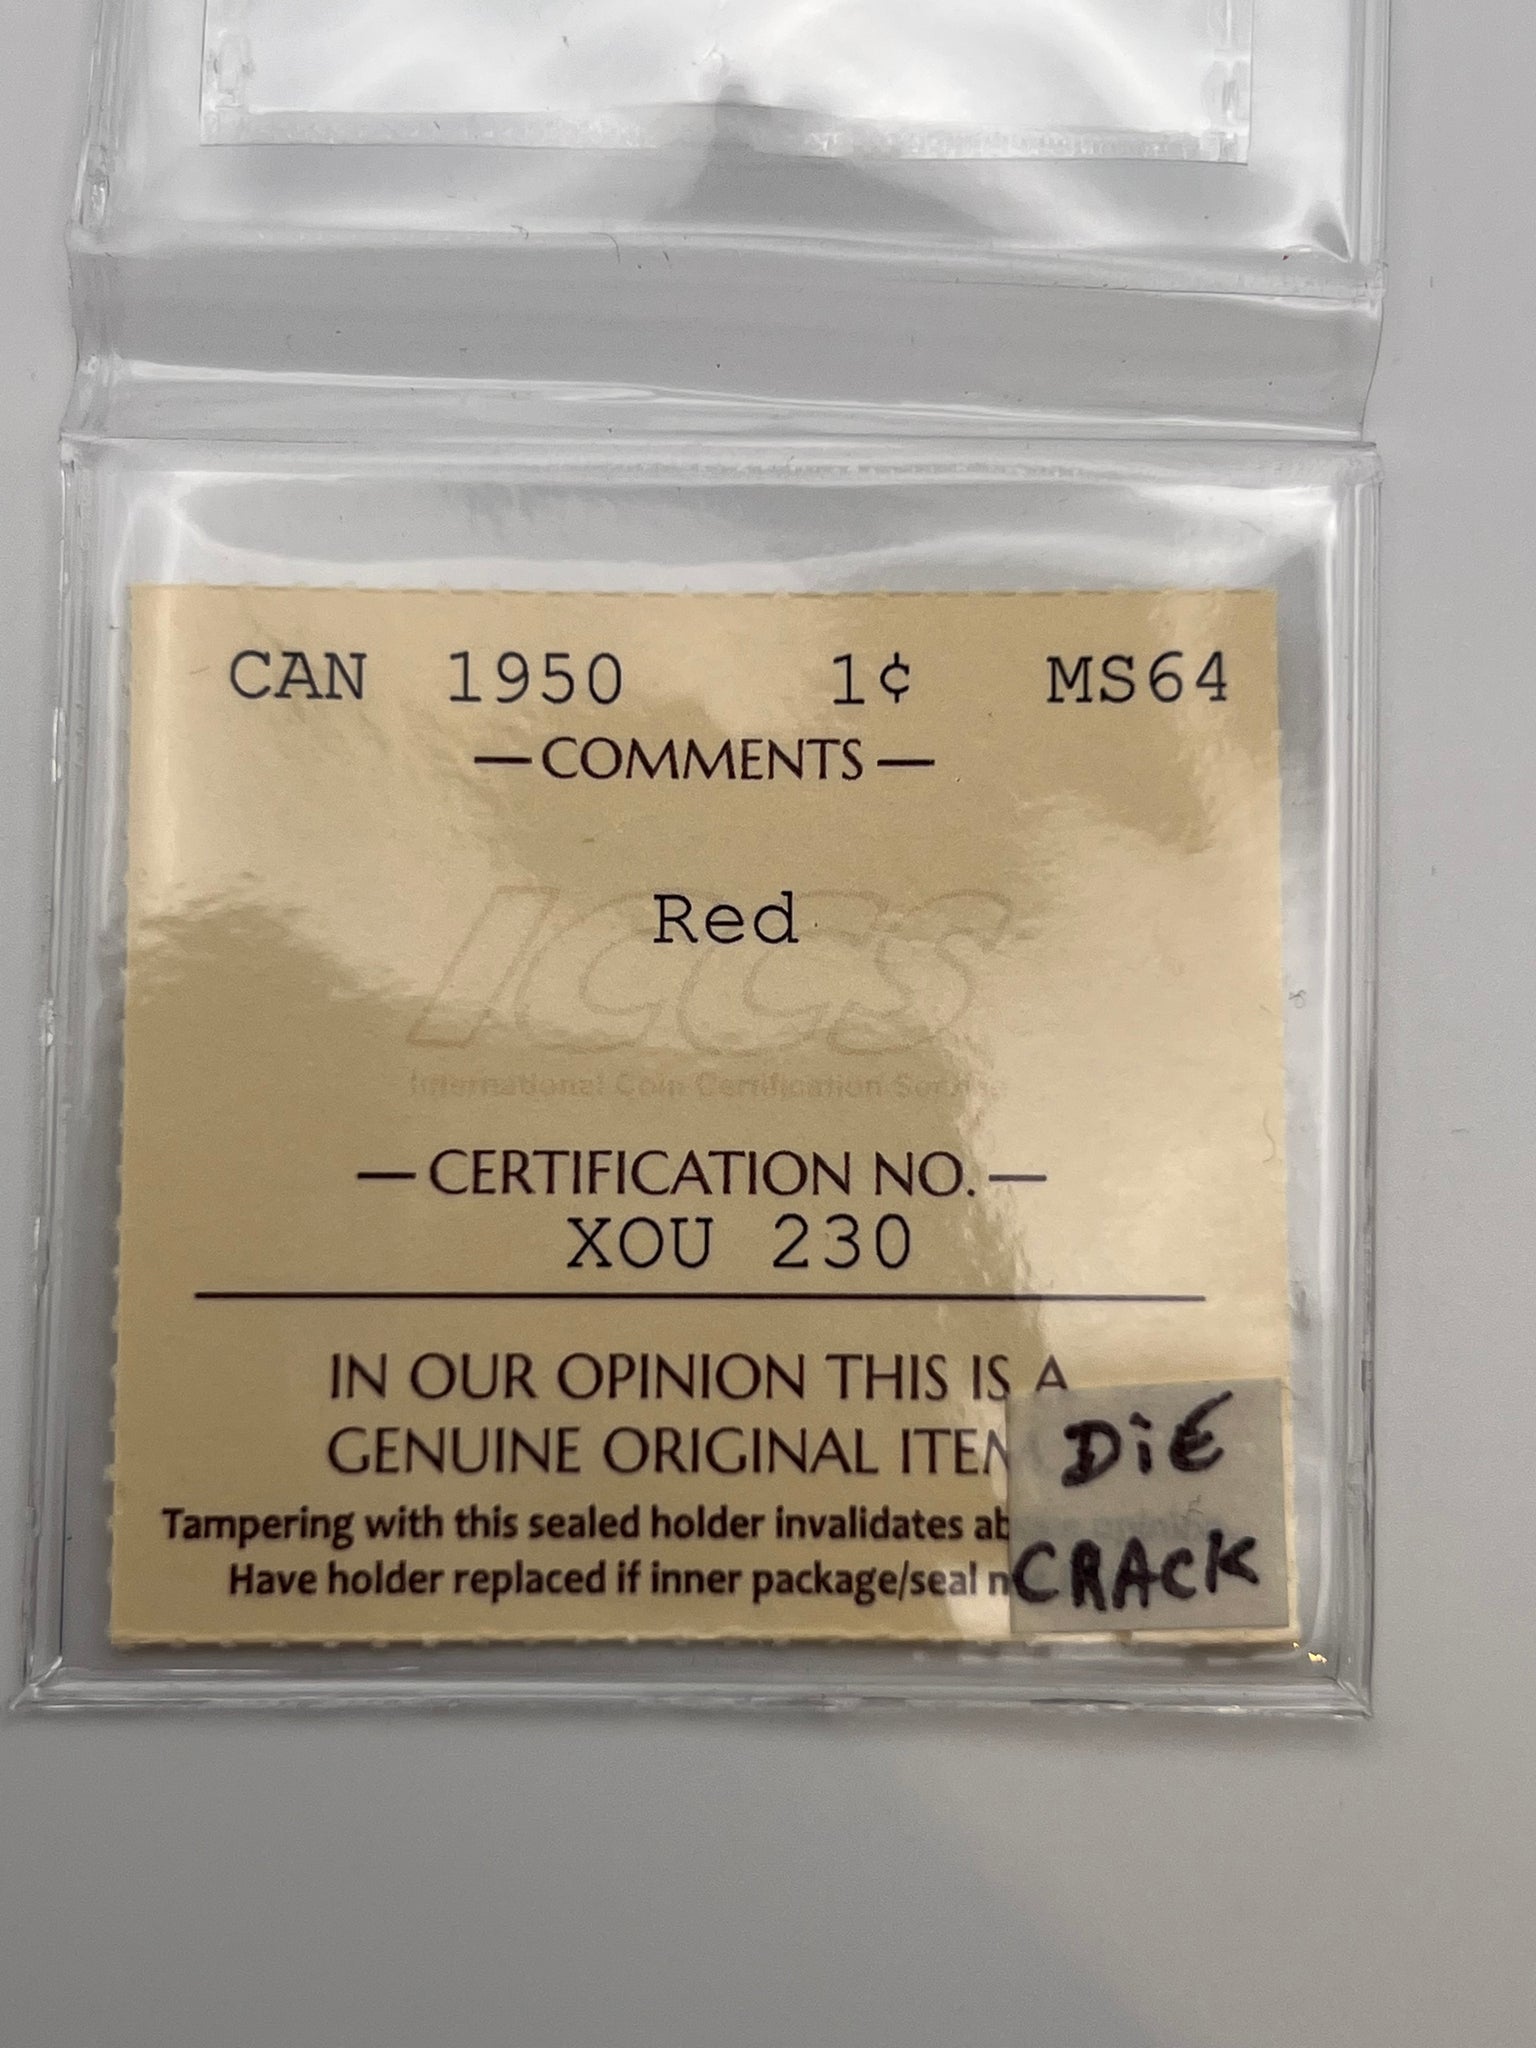 CAN 1950 1¢ MS64
—COMMENTS—
Red
ICCS
International Coin Certification Service
—CERTIFICATION NO.—
XOU 230
IN OUR OPINION THIS IS A
GENUINE ORIGINAL ITEM
Tampering with this sealed holder invalidates above opinion
Have holder replaced if inner package/seal
DiE
CRACK